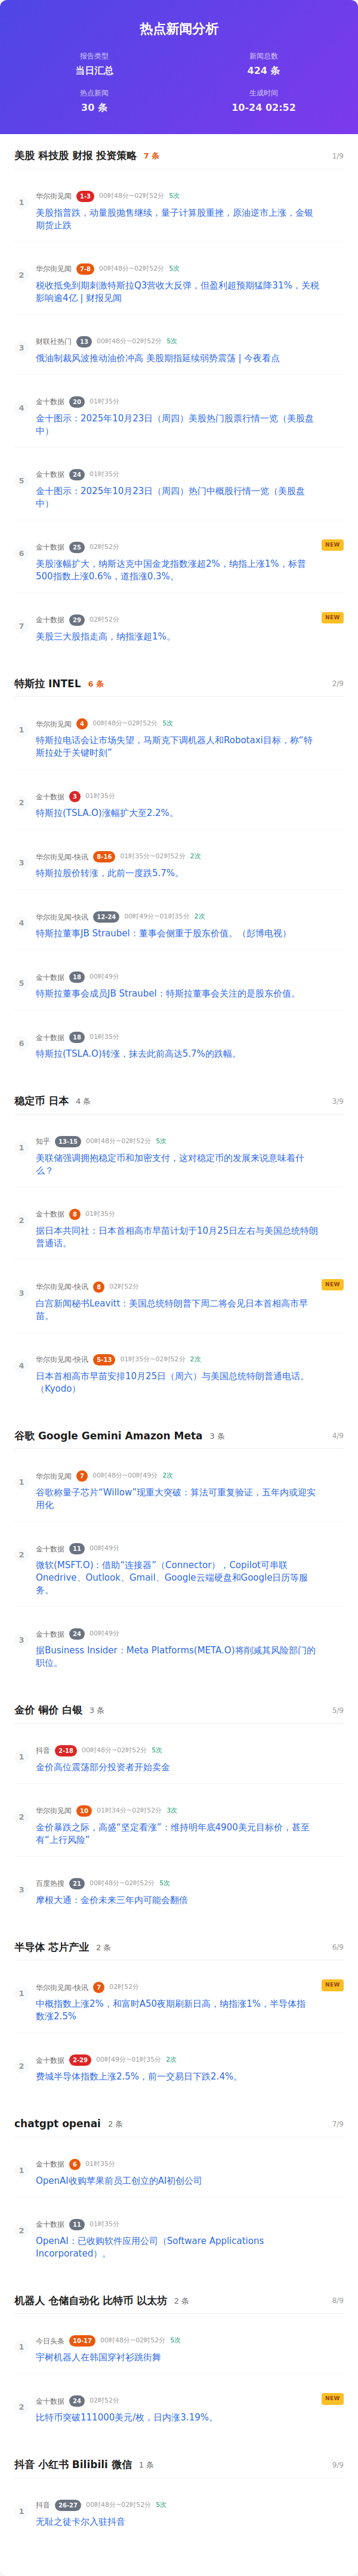 热点新闻分析
报告类型
当日汇总
新闻总数
424 条
热点新闻
30 条
生成时间
10-24 02:52
美股 科技股 财报 投资策略 7 条 1/9
1
华尔街见闻 1-3 00时48分~02时52分 5次
美股指普跌，动量股抛售继续，量子计算股重挫，原油逆市上涨，金银
期货止跌
2
华尔街见闻 7-8 00时48分~02时52分 5次
税收抵免到期刺激特斯拉Q3营收大反弹，但盈利超预期猛降31%，关税
影响逾4亿 | 财报见闻
3
财联社热门 13 00时48分~02时52分 5次
俄油制裁风波推动油价冲高 美股期指延续弱势震荡 | 今夜看点
4
金十数据 20 01时35分
金十图示：2025年10月23日（周四）美股热门股票行情一览（美股盘
中）
5
金十数据 24 01时35分
金十图示：2025年10月23日（周四）热门中概股行情一览（美股盘
中）
6
金十数据 25 02时52分 NEW
美股涨幅扩大，纳斯达克中国金龙指数涨超2%，纳指上涨1%，标普
500指数上涨0.6%，道指涨0.3%。
7
金十数据 29 02时52分 NEW
美股三大股指走高，纳指涨超1%。
特斯拉 INTEL 6 条 2/9
1
华尔街见闻 4 00时48分~02时52分 5次
特斯拉电话会让市场失望，马斯克下调机器人和Robotaxi目标，称“特
斯拉处于关键时刻”
2
金十数据 3 01时35分
特斯拉(TSLA.O)涨幅扩大至2.2%。
3
华尔街见闻-快讯 8-16 01时35分~02时52分 2次
特斯拉股价转涨，此前一度跌5.7%。
4
华尔街见闻-快讯 12-24 00时49分~01时35分 2次
特斯拉董事JB Straubel：董事会侧重于股东价值。（彭博电视）
5
金十数据 18 00时49分
特斯拉董事会成员JB Straubel：特斯拉董事会关注的是股东价值。
6
金十数据 18 01时35分
特斯拉(TSLA.O)转涨，抹去此前高达5.7%的跌幅。
稳定币 日本 4 条 3/9
1
知乎 13-15 00时48分~02时52分 5次
美联储强调拥抱稳定币和加密支付，这对稳定币的发展来说意味着什
么？
2
金十数据 8 01时35分
据日本共同社：日本首相高市早苗计划于10月25日左右与美国总统特朗
普通话。
3
华尔街见闻-快讯 8 02时52分 NEW
白宫新闻秘书Leavitt：美国总统特朗普下周二将会见日本首相高市早
苗。
4
华尔街见闻-快讯 5-13 01时35分~02时52分 2次
日本首相高市早苗安排10月25日（周六）与美国总统特朗普通电话。
（Kyodo）
谷歌 Google Gemini Amazon Meta 3 条 4/9
1
华尔街见闻 7 00时48分~00时49分 2次
谷歌称量子芯片“Willow”现重大突破：算法可重复验证，五年内或迎实
用化
2
金十数据 11 00时49分
微软(MSFT.O)：借助“连接器”（Connector），Copilot可串联
Onedrive、Outlook、Gmail、Google云端硬盘和Google日历等服
务。
3
金十数据 24 00时49分
据Business Insider：Meta Platforms(META.O)将削减其风险部门的
职位。
金价 铜价 白银 3 条 5/9
1
抖音 2-18 00时48分~02时52分 5次
金价高位震荡部分投资者开始卖金
2
华尔街见闻 10 01时34分~02时52分 3次
金价暴跌之际，高盛“坚定看涨”：维持明年底4900美元目标价，甚至
有“上行风险”
3
百度热搜 21 00时48分~02时52分 5次
摩根大通：金价未来三年内可能会翻倍
半导体 芯片产业 2 条 6/9
1
华尔街见闻-快讯 7 02时52分 NEW
中概指数上涨2%，和富时A50夜期刷新日高，纳指涨1%，半导体指
数涨2.5%
2
金十数据 2-29 00时49分~01时35分 2次
费城半导体指数上涨2.5%，前一交易日下跌2.4%。
chatgpt openai 2 条 7/9
1
金十数据 6 01时35分
OpenAI收购苹果前员工创立的AI初创公司
2
金十数据 11 01时35分
OpenAI：已收购软件应用公司（Software Applications
Incorporated）。
机器人 仓储自动化 比特币 以太坊 2 条 8/9
1
今日头条 10-17 00时48分~02时52分 5次
宇树机器人在韩国穿衬衫跳街舞
2
金十数据 24 02时52分 NEW
比特币突破111000美元/枚，日内涨3.19%。
抖音 小红书 Bilibili 微信 1 条 9/9
1
抖音 26-27 00时48分~02时52分 5次
无耻之徒卡尔入驻抖音